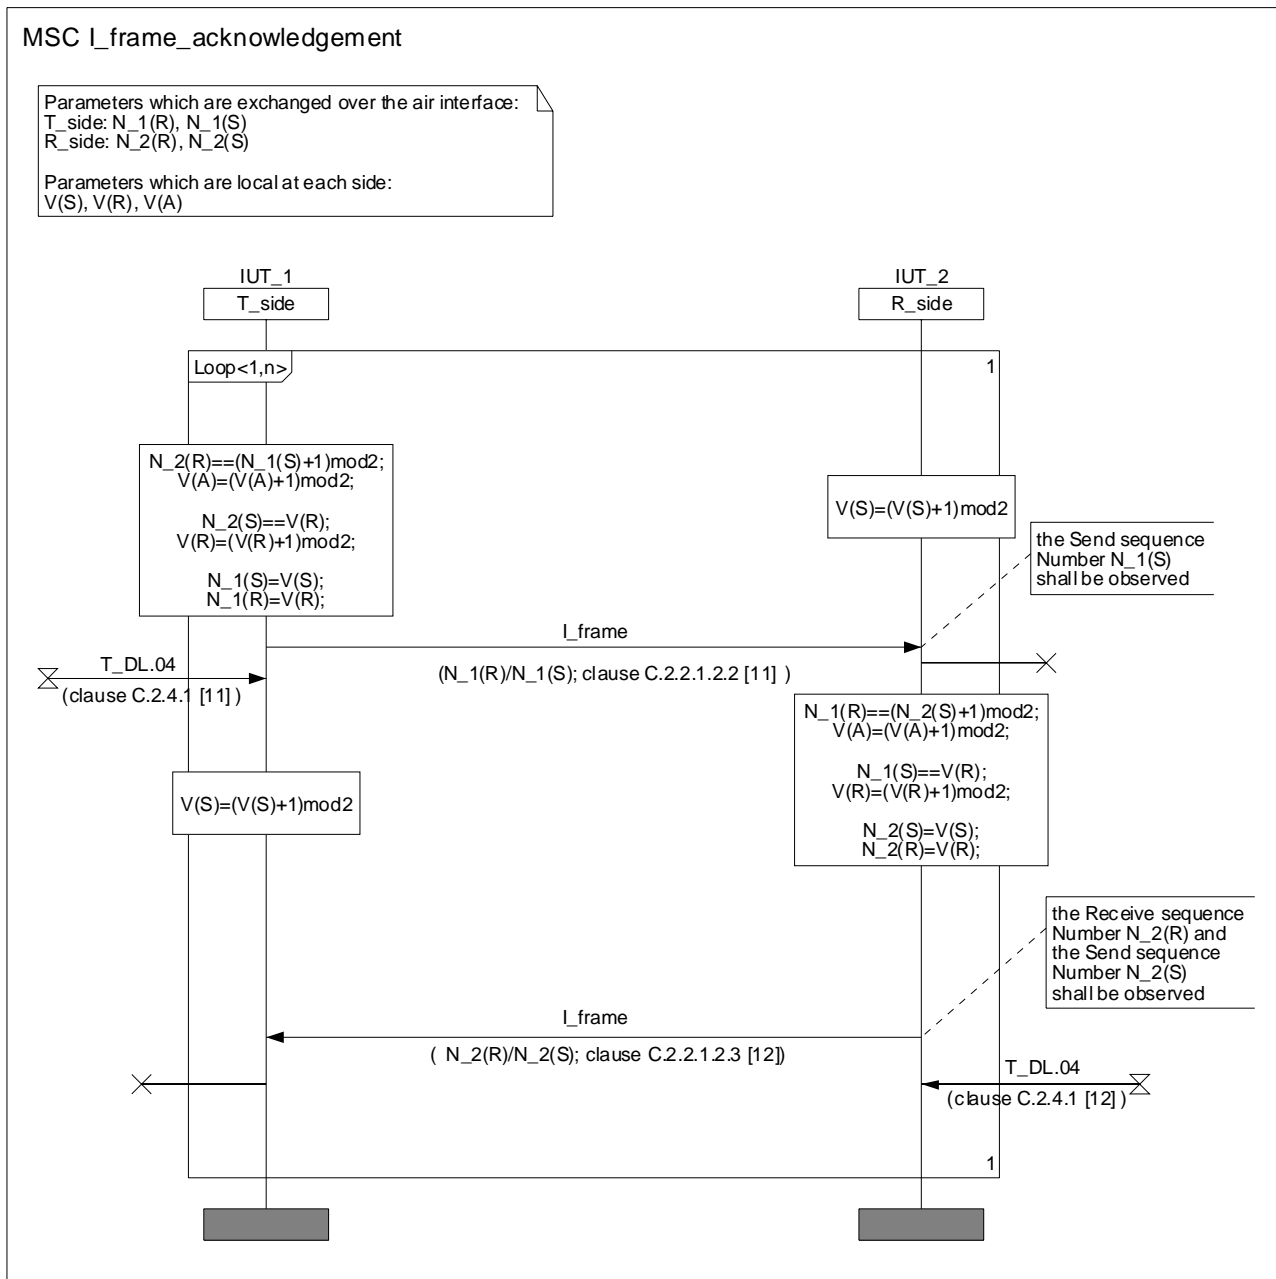 MSC I_frame_acknowledgement
Parameters which are exchanged over the air interface:
T_side: N_1(R), N_1(S)
R_side: N_2(R), N_2(S)
Parameters which are local at each side:
V(S), V(R), V(A)
IUT_1
T_side
IUT_2
R_side
Loop<1,n>
1
N_2(R)==(N_1(S)+1)mod2;
V(A)=(V(A)+1)mod2;
N_2(S)==V(R);
V(R)=(V(R)+1)mod2;
N_1(S)=V(S);
N_1(R)=V(R);
V(S)=(V(S)+1)mod2
the Send sequence
Number N_1(S)
shall be observed
I_frame
(N_1(R)/N_1(S); clause C.2.2.1.2.2 [11] )
T_DL.04
(clause C.2.4.1 [11] )
N_1(R)==(N_2(S)+1)mod2;
V(A)=(V(A)+1)mod2;
N_1(S)==V(R);
V(R)=(V(R)+1)mod2;
N_2(S)=V(S);
N_2(R)=V(R);
V(S)=(V(S)+1)mod2
the Receive sequence
Number N_2(R) and
the Send sequence
Number N_2(S)
shall be observed
I_frame
( N_2(R)/N_2(S); clause C.2.2.1.2.3 [12])
T_DL.04
(clause C.2.4.1 [12] )
1